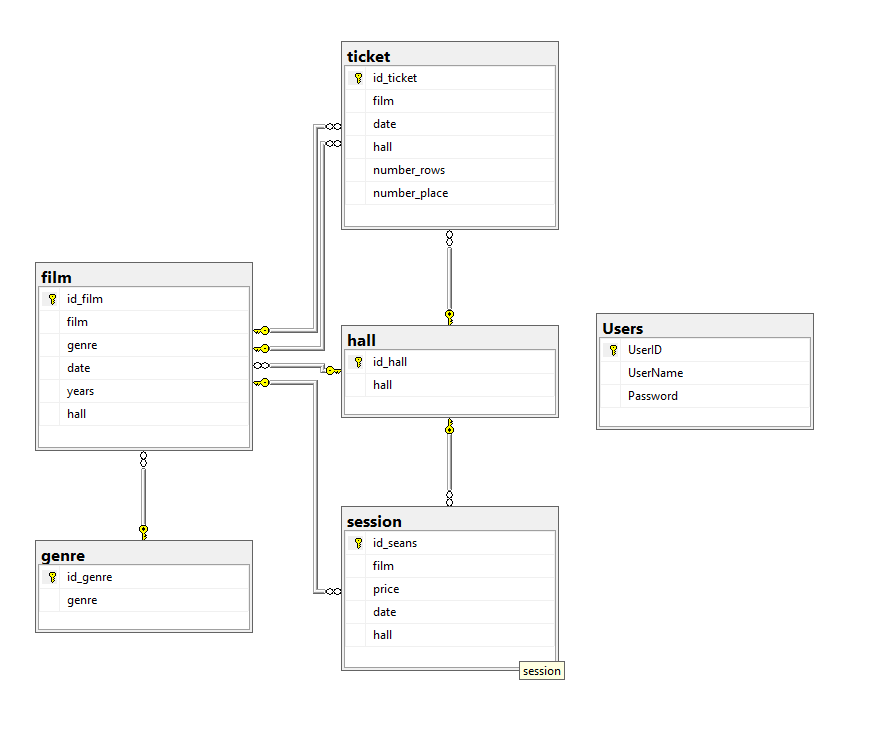 ticket
id_ticket
film
date
hall
number_rows
number_place
film
id_film
film
genre
date
years
hall
hall
id_hall
hall
Users
UserID
UserName
Password
genre
id_genre
genre
session
id_seans
film
price
date
hall
session